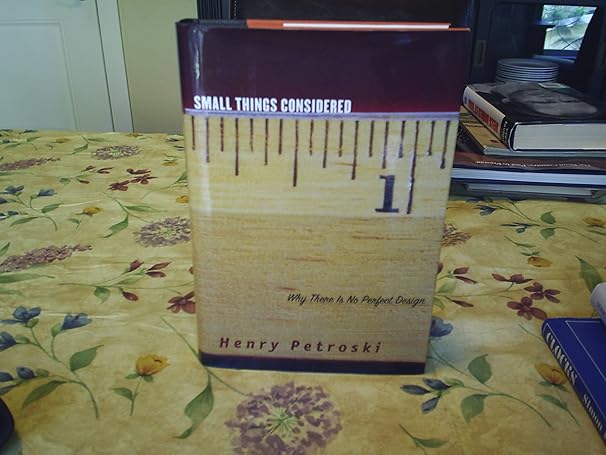 SMALL THINGS CONSIDERED
1
Why There Is No Perfect Design
Henry Petroski